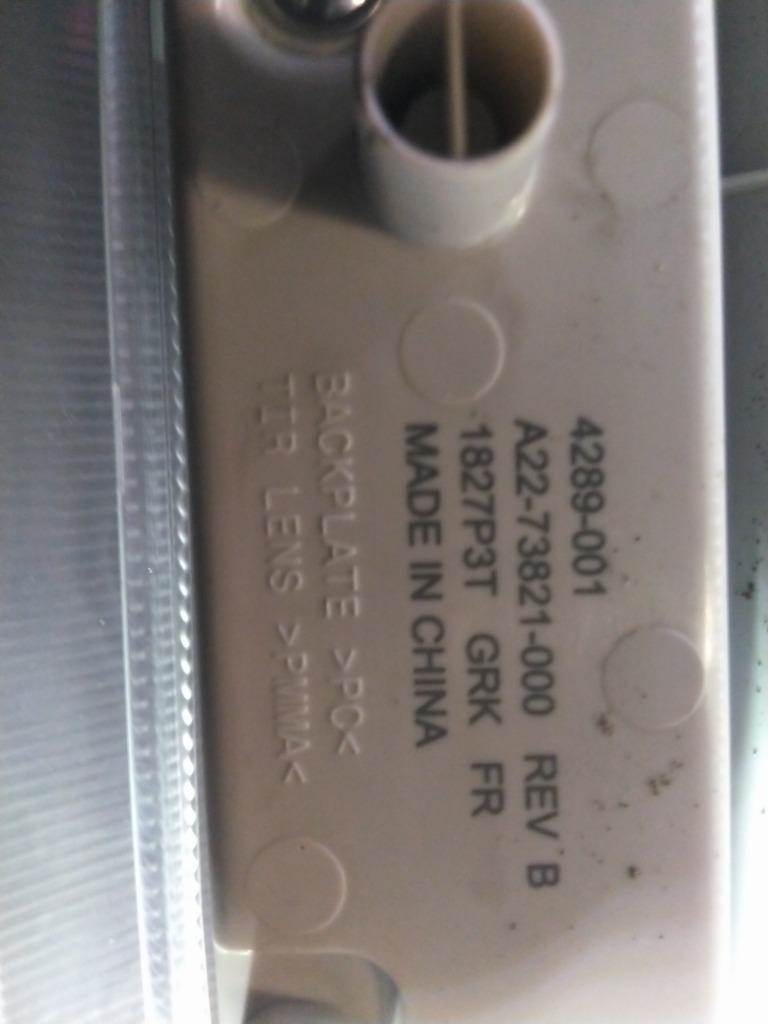 4289-001
A22-73821-000 REV B
1827P3T GRK FR
MADE IN CHINA
BACKPLATE >PC<
TIR LENS >PMMA<